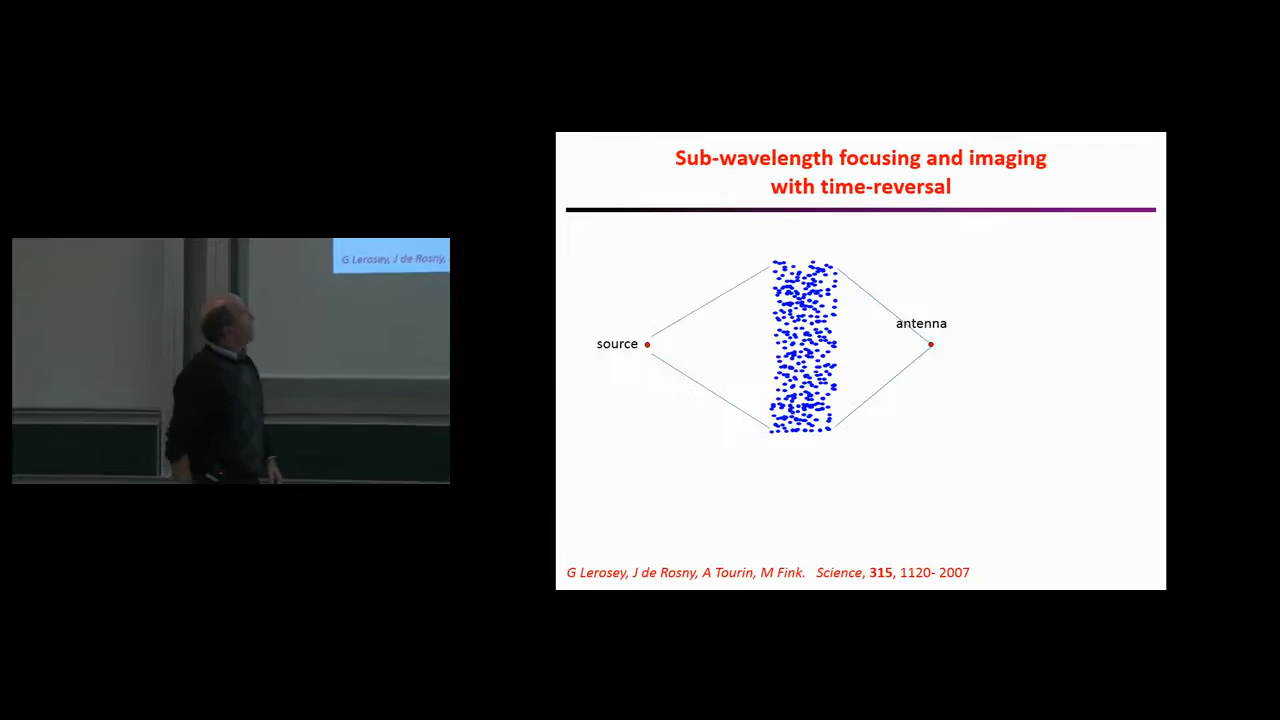 Sub-wavelength focusing and imaging
with time-reversal
antenna
source
G Lerosey, J de Rosny, A Tourin, M Fink. Science, 315, 1120- 2007
G Lerosey, J de Rosny,